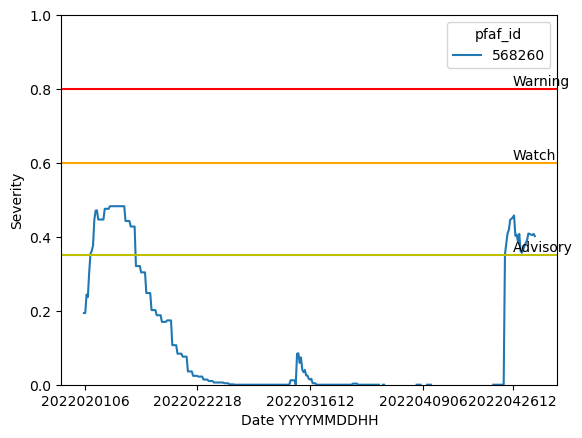 1.0
0.8
0.6
0.4
0.2
0.0
Severity
pfaf_id
568260
Warning
Watch
Advisory
2022020106
2022022218
2022031612
2022040906
2022042612
Date YYYYMMDDHH